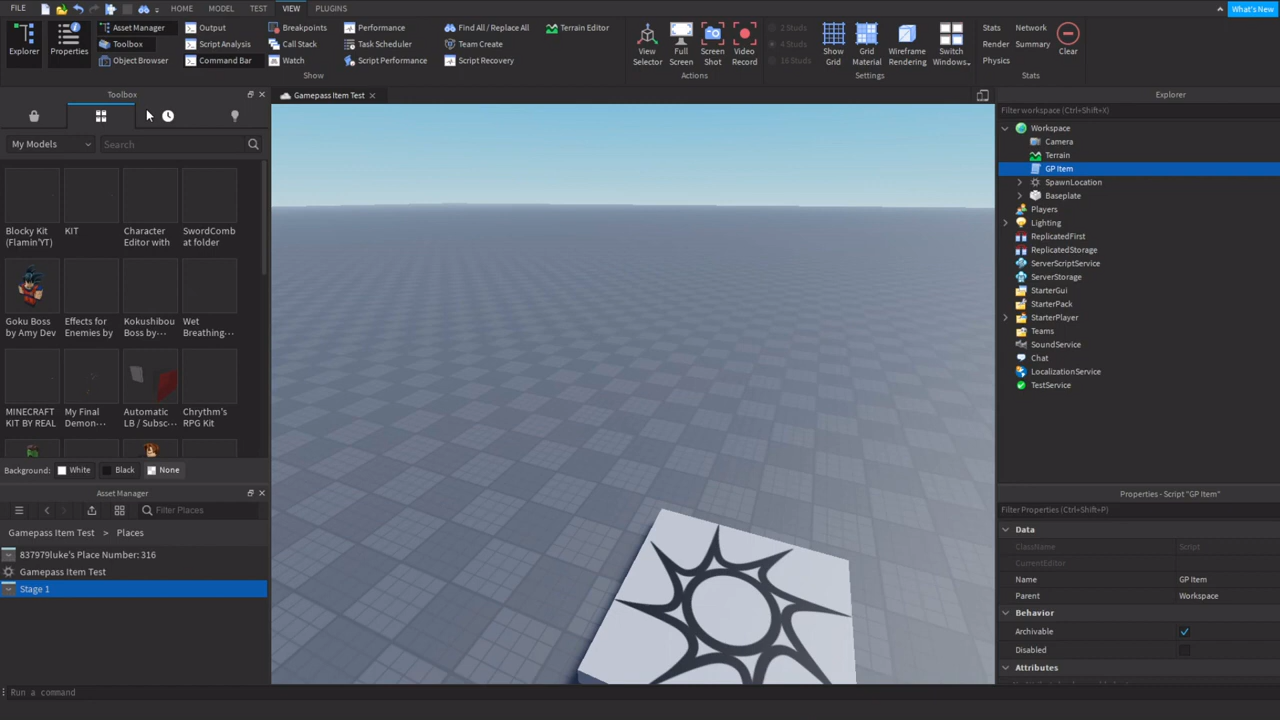 FILE
HOME MODEL TEST VIEW PLUGINS
What's New
Explorer
Properties
Asset Manager
Toolbox
Object Browser
Output
Script Analysis
Command Bar
Breakpoints
Call Stack
Watch
Performance
Task Scheduler
Script Performance
Find All / Replace All
Team Create
Script Recovery
Terrain Editor
Show
View Selector
Full Screen
Screen Shot
Video Record
Actions
2 Studs
4 Studs
16 Studs
Show Grid
Grid Material
Wireframe Rendering
Switch Windows
Settings
Stats
Render
Physics
Network
Summary
Clear
Stats
Toolbox
My Models
Search
Blocky Kit
(Flamin'YT)
KIT
Character
Editor with
SwordComb
at folder
Goku Boss
by Amy Dev
Effects for
Enemies by
Kokushibou
Boss by···
Wet
Breathing···
MINECRAFT
KIT BY REAL
My Final
Demon···
Automatic
LB / Subsc···
Chrythm's
RPG Kit
Background: White Black None
Asset Manager
Filter Places
Gamepass Item Test > Places
837979luke's Place Number: 316
Gamepass Item Test
Stage 1
Gamepass Item Test
Explorer
Filter workspace (Ctrl+Shift+X)
Workspace
Camera
Terrain
GP Item
SpawnLocation
Baseplate
Players
Lighting
ReplicatedFirst
ReplicatedStorage
ServerScriptService
ServerStorage
StarterGui
StarterPack
StarterPlayer
Teams
SoundService
Chat
LocalizationService
TestService
Properties - Script "GP Item"
Filter Properties (Ctrl+Shift+P)
Data
ClassName Script
CurrentEditor
Name GP Item
Parent Workspace
Behavior
Archivable
Disabled
Attributes
Run a command